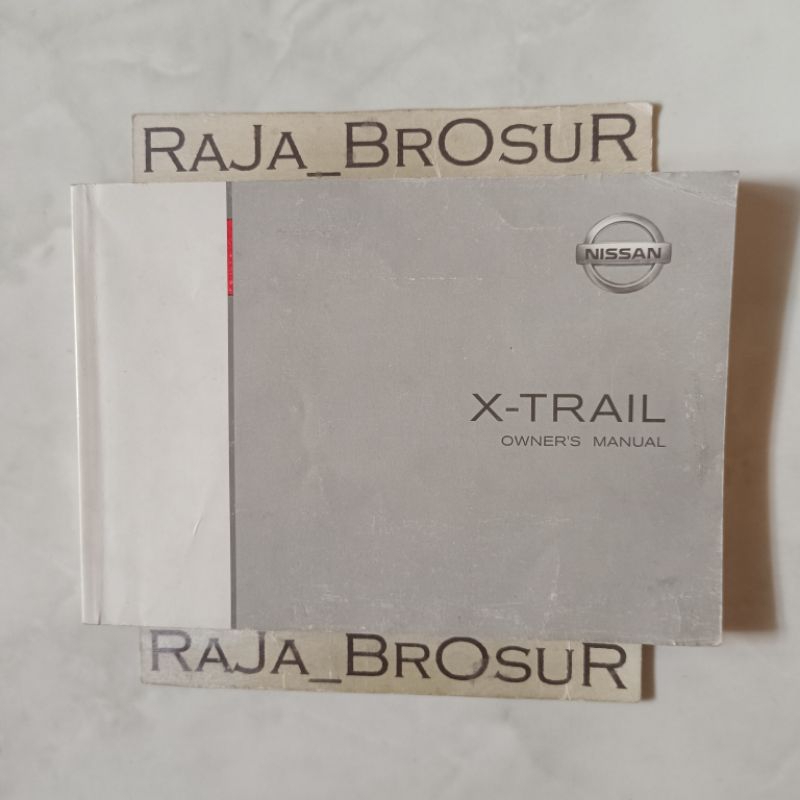 RAJA_BROSUR
NISSAN
X-TRAIL
OWNER'S MANUAL
RAJA_BROSUR